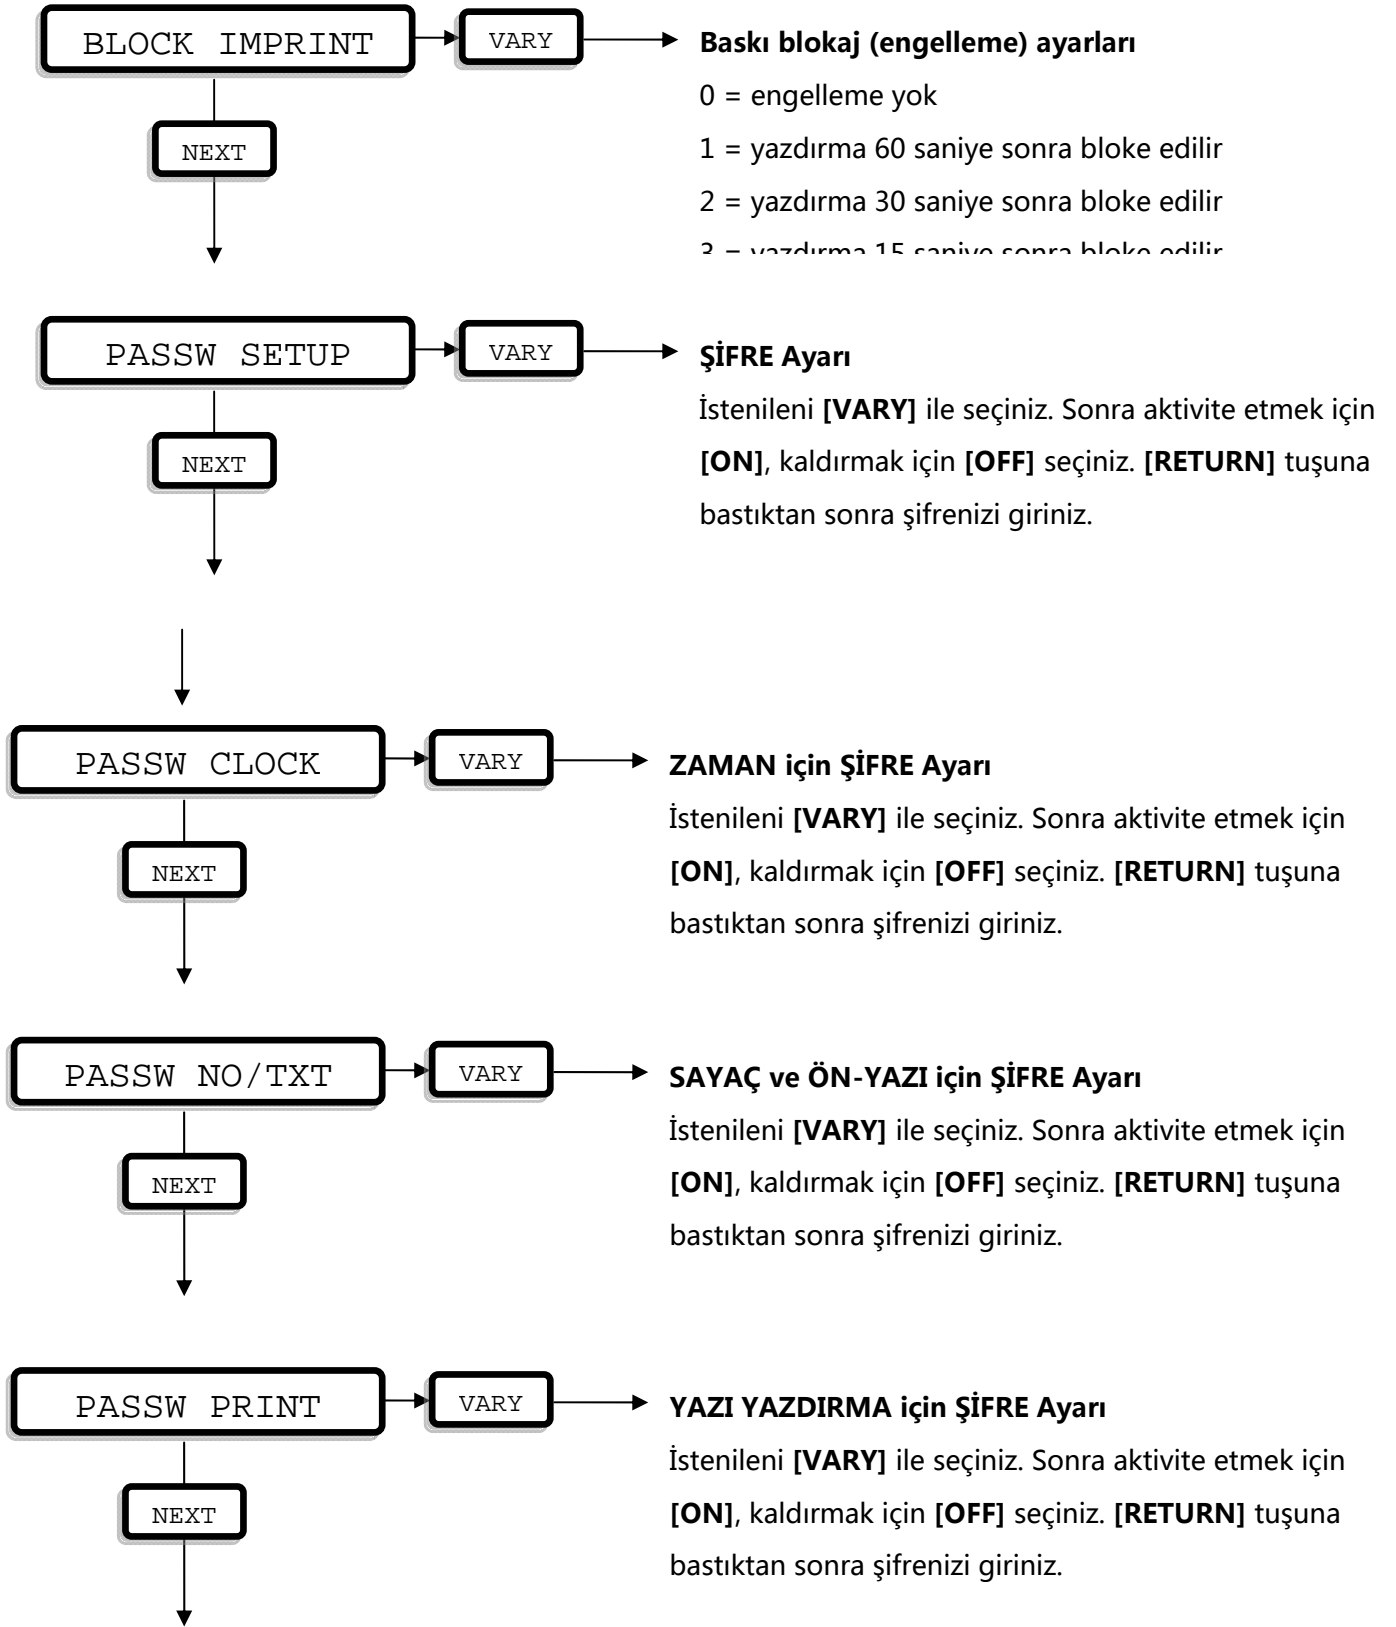 BLOCK IMPRINT
VARY
Baskı blokaj (engelleme) ayarları
0 = engelleme yok
1 = yazdırma 60 saniye sonra bloke edilir
2 = yazdırma 30 saniye sonra bloke edilir
3 = yazdırma 15 saniye sonra bloke edilir
NEXT
PASSW SETUP
VARY
ŞİFRE Ayarı
İstenileni [VARY] ile seçiniz. Sonra aktivite etmek için
[ON], kaldırmak için [OFF] seçiniz. [RETURN] tuşuna
bastıktan sonra şifrenizi giriniz.
NEXT
PASSW CLOCK
VARY
ZAMAN için ŞİFRE Ayarı
İstenileni [VARY] ile seçiniz. Sonra aktivite etmek için
[ON], kaldırmak için [OFF] seçiniz. [RETURN] tuşuna
bastıktan sonra şifrenizi giriniz.
NEXT
PASSW NO/TXT
VARY
SAYAÇ ve ÖN-YAZI için ŞİFRE Ayarı
İstenileni [VARY] ile seçiniz. Sonra aktivite etmek için
[ON], kaldırmak için [OFF] seçiniz. [RETURN] tuşuna
bastıktan sonra şifrenizi giriniz.
NEXT
PASSW PRINT
VARY
YAZI YAZDIRMA için ŞİFRE Ayarı
İstenileni [VARY] ile seçiniz. Sonra aktivite etmek için
[ON], kaldırmak için [OFF] seçiniz. [RETURN] tuşuna
bastıktan sonra şifrenizi giriniz.
NEXT